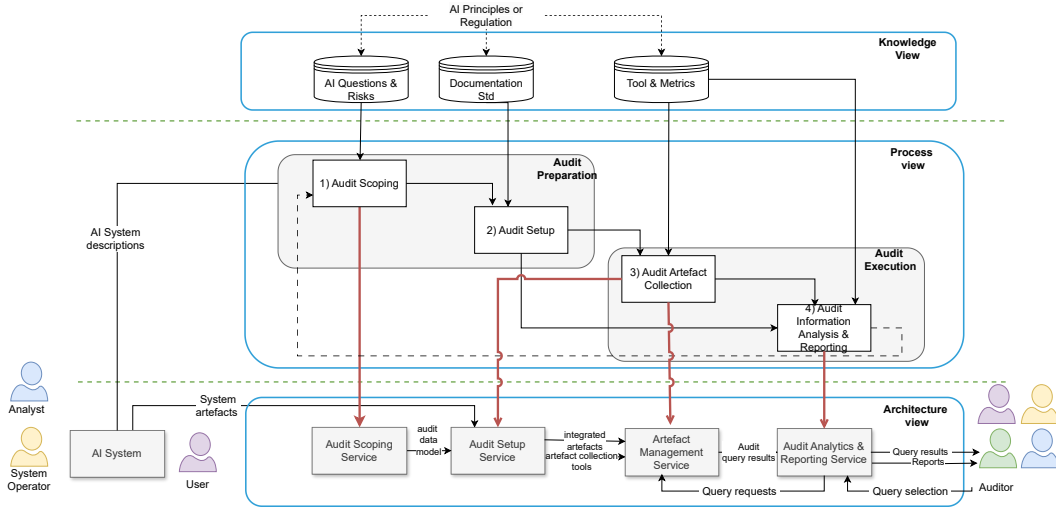 AI Principles or
Regulation
Knowledge
View
AI Questions &
Risks
Documentation
Std
Tool & Metrics
Process
view
Audit
Preparation
1) Audit Scoping
2) Audit Setup
AI System
descriptions
Audit
Execution
3) Audit Artefact
Collection
4) Audit
Information
Analysis &
Reporting
Analyst
System
artefacts
Architecture
view
System
Operator
AI System
User
Audit Scoping
Service
audit
data
model
Audit Setup
Service
integrated
artefacts
artefact collection
tools
Artefact
Management
Service
Audit
query results
Audit Analytics &
Reporting Service
Query results
Reports
Query requests
Query selection
Auditor